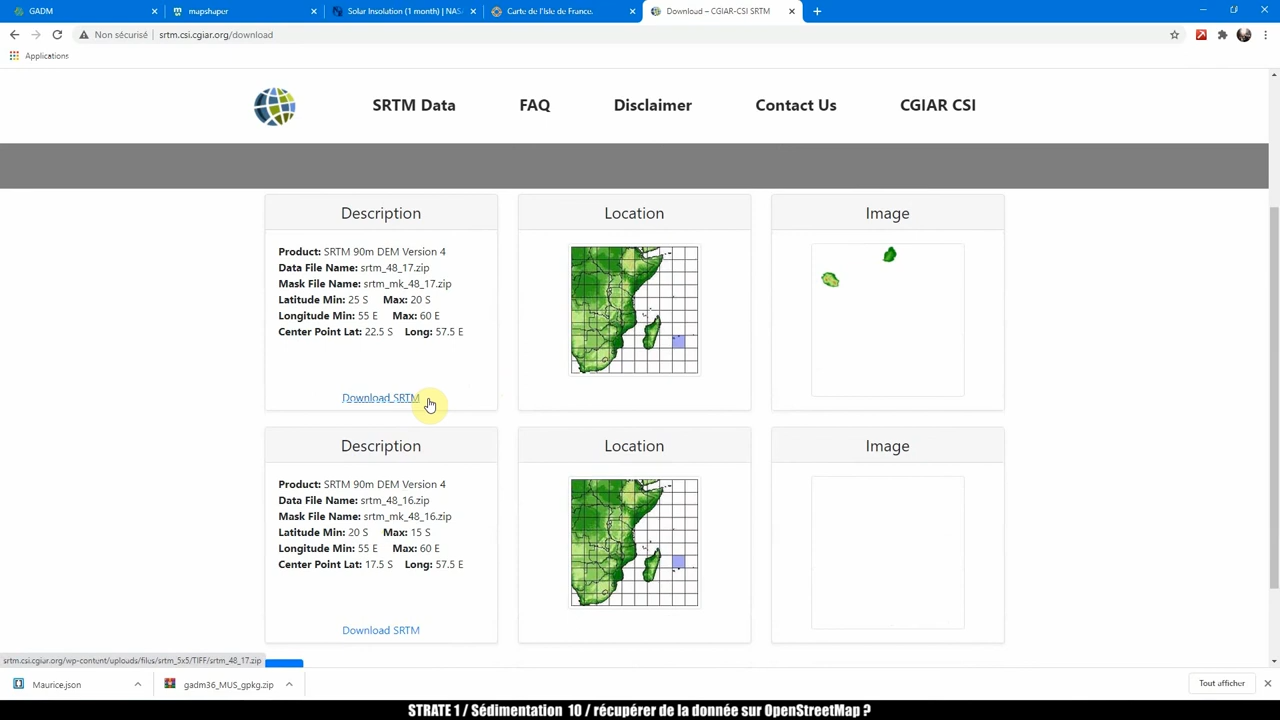 GADM
mapshaper
Solar Insolation (1 month) | NAS
Carte de l'Isle de France.
Download – CGIAR-CSI SRTM
Non sécurisé
srtm.csi.cgiar.org/download
Applications
SRTM Data
FAQ
Disclaimer
Contact Us
CGIAR CSI
Description
Location
Image
Product: SRTM 90m DEM Version 4
Data File Name: srtm_48_17.zip
Mask File Name: srtm_mk_48_17.zip
Latitude Min: 25 S Max: 20 S
Longitude Min: 55 E Max: 60 E
Center Point Lat: 22.5 S Long: 57.5 E
Download SRTM
Description
Location
Image
Product: SRTM 90m DEM Version 4
Data File Name: srtm_48_16.zip
Mask File Name: srtm_mk_48_16.zip
Latitude Min: 20 S Max: 15 S
Longitude Min: 55 E Max: 60 E
Center Point Lat: 17.5 S Long: 57.5 E
Download SRTM
srtm.csi.cgiar.org/wp-content/uploads/files/srtm_5x5/TIFF/srtm_48_17.zip
Maurice.json
gadm36_MUS_gpkg.zip
Tout afficher
STRATE 1 / Sédimentation 10 / récupérer de la donnée sur OpenStreetMap ?